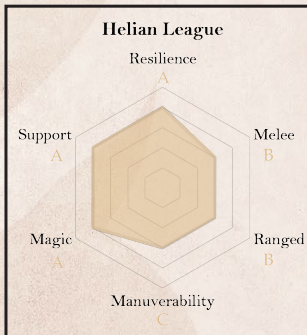 Helian League
Resilience
A
Support
A
Melee
B
Magic
A
Ranged
B
Manuverability
C